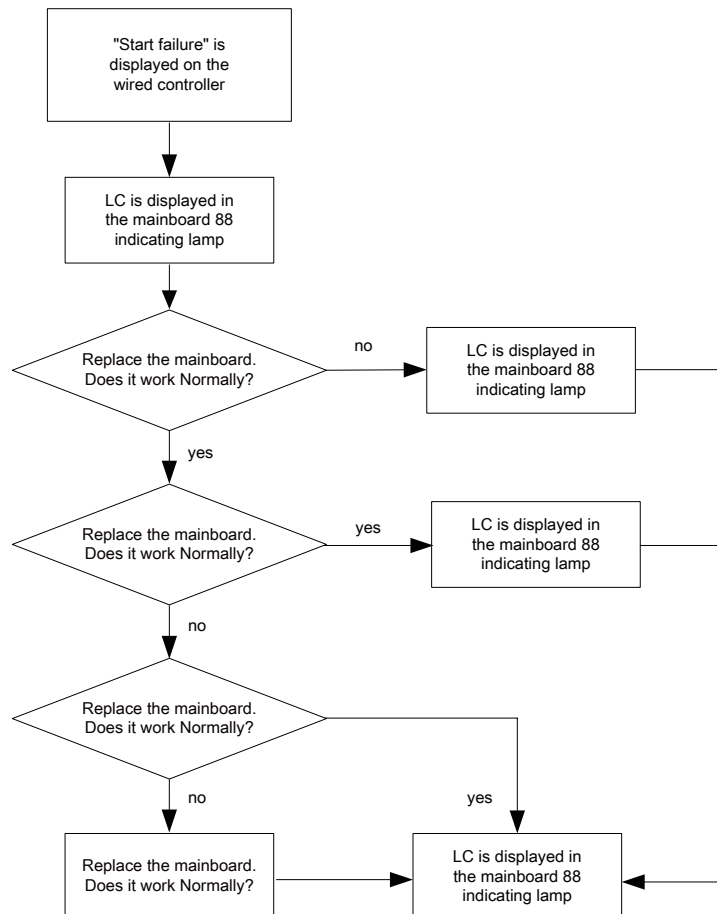 "Start failure" is
displayed on the
wired controller
LC is displayed in
the mainboard 88
indicating lamp
Replace the mainboard.
Does it work Normally?
no
LC is displayed in
the mainboard 88
indicating lamp
yes
Replace the mainboard.
Does it work Normally?
yes
LC is displayed in
the mainboard 88
indicating lamp
no
Replace the mainboard.
Does it work Normally?
no
yes
Replace the mainboard.
Does it work Normally?
LC is displayed in
the mainboard 88
indicating lamp